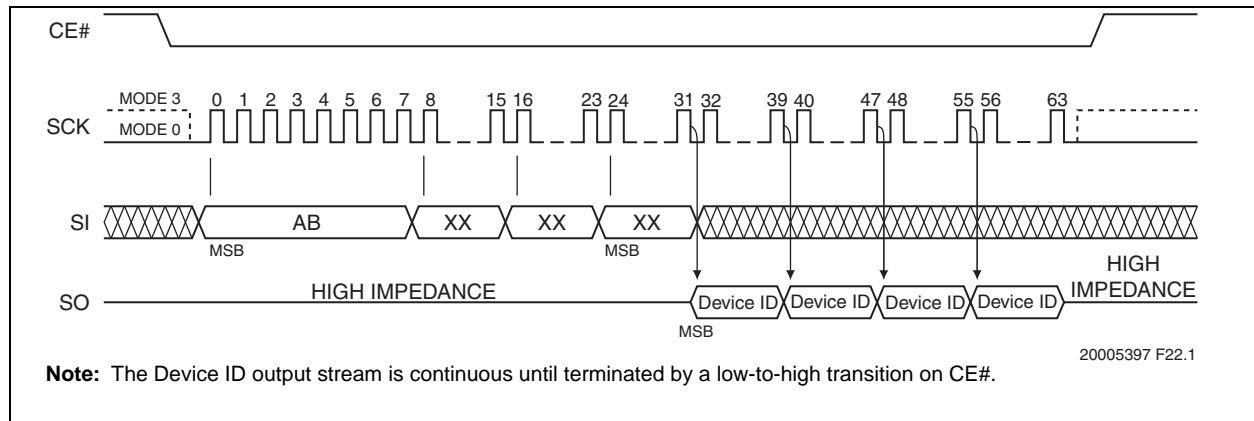 CE#
MODE 3
0 1 2 3 4 5 6 7 8 15 16 23 24 31 32 39 40 47 48 55 56 63
SCK
MODE 0
SI
AB XX XX XX
MSB MSB
HIGH
IMPEDANCE
HIGH IMPEDANCE
SO
Device ID Device ID Device ID Device ID
MSB
20005397 F22.1
Note: The Device ID output stream is continuous until terminated by a low-to-high transition on CE#.